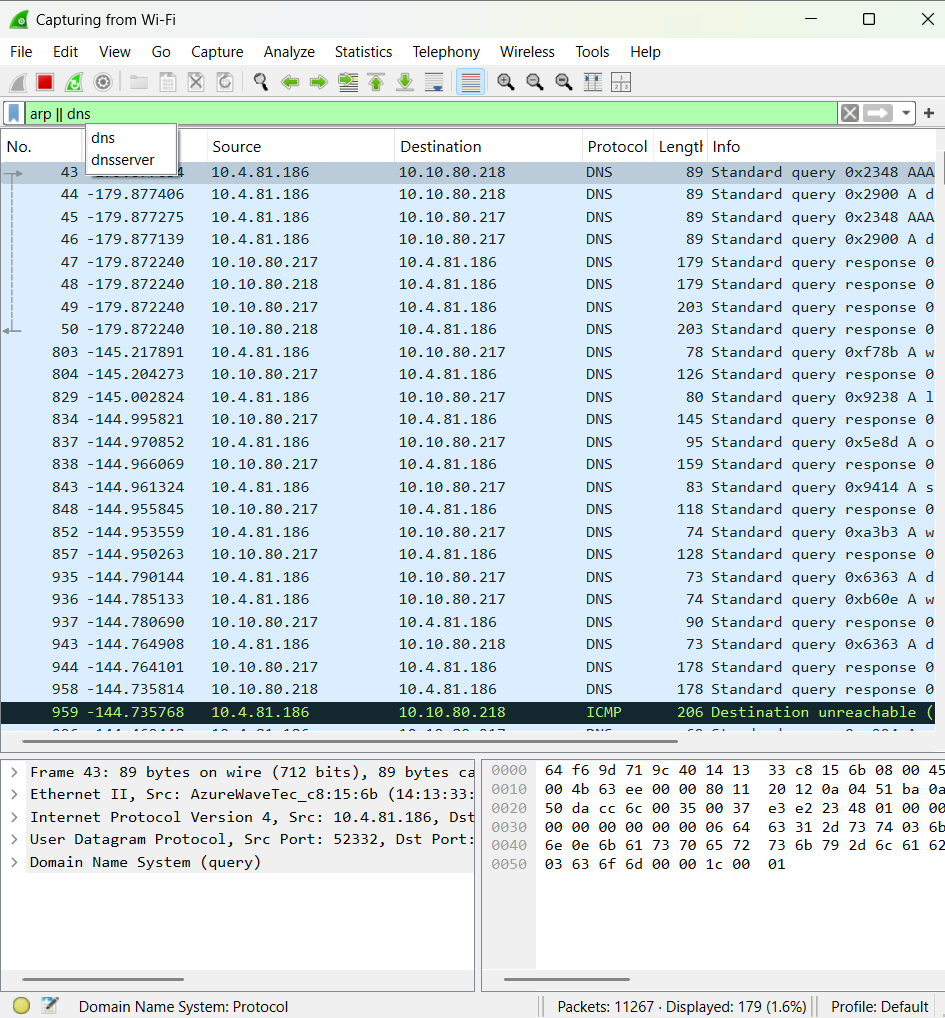 Capturing from Wi-Fi
File Edit View Go Capture Analyze Statistics Telephony Wireless Tools Help
arp || dns
dns
dnsserver
No. Source Destination Protocol Length Info
43 10.4.81.186 10.10.80.218 DNS 89 Standard query 0x2348 AAA
44 -179.877406 10.4.81.186 10.10.80.218 DNS 89 Standard query 0x2900 A d
45 -179.877275 10.4.81.186 10.10.80.217 DNS 89 Standard query 0x2348 AAA
46 -179.877139 10.4.81.186 10.10.80.217 DNS 89 Standard query 0x2900 A d
47 -179.872240 10.10.80.217 10.4.81.186 DNS 179 Standard query response 0
48 -179.872240 10.10.80.218 10.4.81.186 DNS 179 Standard query response 0
49 -179.872240 10.10.80.217 10.4.81.186 DNS 203 Standard query response 0
50 -179.872240 10.10.80.218 10.4.81.186 DNS 203 Standard query response 0
803 -145.217891 10.4.81.186 10.10.80.217 DNS 78 Standard query 0xf78b A w
804 -145.204273 10.10.80.217 10.4.81.186 DNS 126 Standard query response 0
829 -145.002824 10.4.81.186 10.10.80.217 DNS 80 Standard query 0x9238 A l
834 -144.995821 10.10.80.217 10.4.81.186 DNS 145 Standard query response 0
837 -144.970852 10.4.81.186 10.10.80.217 DNS 95 Standard query 0x5e8d A o
838 -144.966069 10.10.80.217 10.4.81.186 DNS 159 Standard query response 0
843 -144.961324 10.4.81.186 10.10.80.217 DNS 83 Standard query 0x9414 A s
848 -144.955845 10.10.80.217 10.4.81.186 DNS 118 Standard query response 0
852 -144.953559 10.4.81.186 10.10.80.217 DNS 74 Standard query 0xa3b3 A w
857 -144.950263 10.10.80.217 10.4.81.186 DNS 128 Standard query response 0
935 -144.790144 10.4.81.186 10.10.80.217 DNS 73 Standard query 0x6363 A d
936 -144.785133 10.4.81.186 10.10.80.217 DNS 74 Standard query 0xb60e A w
937 -144.780690 10.10.80.217 10.4.81.186 DNS 90 Standard query response 0
943 -144.764908 10.4.81.186 10.10.80.218 DNS 73 Standard query 0x6363 A d
944 -144.764101 10.10.80.217 10.4.81.186 DNS 178 Standard query response 0
958 -144.735814 10.10.80.218 10.4.81.186 DNS 178 Standard query response 0
959 -144.735768 10.4.81.186 10.10.80.218 ICMP 206 Destination unreachable (
Frame 43: 89 bytes on wire (712 bits), 89 bytes ca
Ethernet II, Src: AzureWaveTec_c8:15:6b (14:13:33:
Internet Protocol Version 4, Src: 10.4.81.186, Dst
User Datagram Protocol, Src Port: 52332, Dst Port:
Domain Name System (query)
0000 64 f6 9d 71 9c 40 14 13 33 c8 15 6b 08 00 45
0010 00 4b 63 ee 00 00 80 11 20 12 0a 04 51 ba 0a
0020 50 da cc 6c 00 35 00 37 e3 e2 23 48 01 00 00
0030 00 00 00 00 00 00 06 64 63 31 2d 73 74 03 6b
0040 6e 0e 6b 61 73 70 65 72 73 6b 79 2d 6c 61 62
0050 03 63 6f 6d 00 00 1c 00 01
Domain Name System: Protocol Packets: 11267 · Displayed: 179 (1.6%) Profile: Default